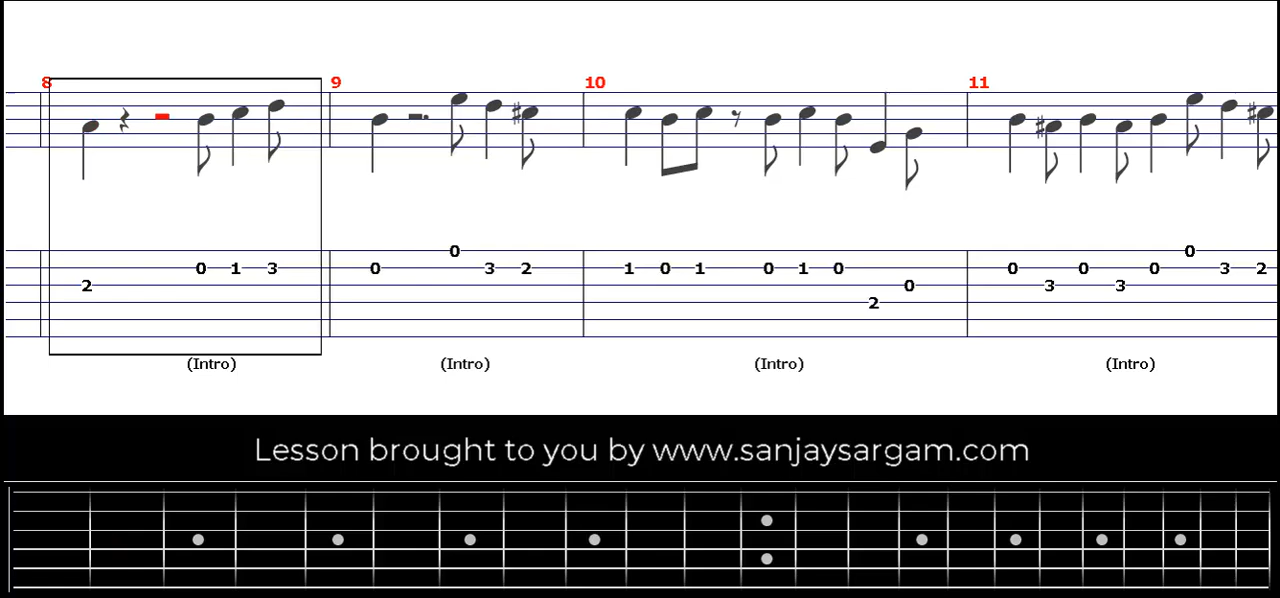 8 9 10 11
0 0
2 0 1 3 0 3 2 1 0 1 0 1 0 2 0 0 3 0 3 0 3 2
(Intro) (Intro) (Intro) (Intro)
Lesson brought to you by www.sanjaysargam.com